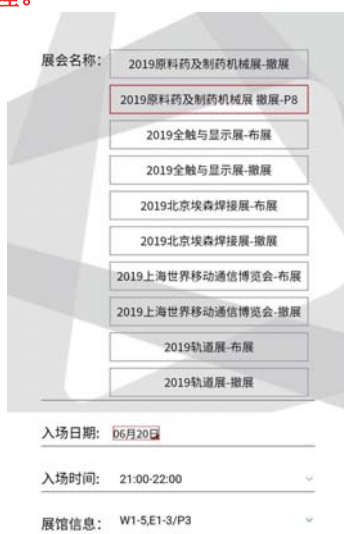 展会名称: 2019原料药及制药机械展-撤展
2019原料药及制药机械展 撤展-P8
2019全触与显示展-布展
2019全触与显示展-撤展
2019北京埃森焊接展-布展
2019北京埃森焊接展-撤展
2019上海世界移动通信博览会-布展
2019上海世界移动通信博览会-撤展
2019轨道展-布展
2019轨道展-撤展
入场日期: 06月20日
入场时间: 21:00-22:00
展馆信息: W1-5,E1-3/P3